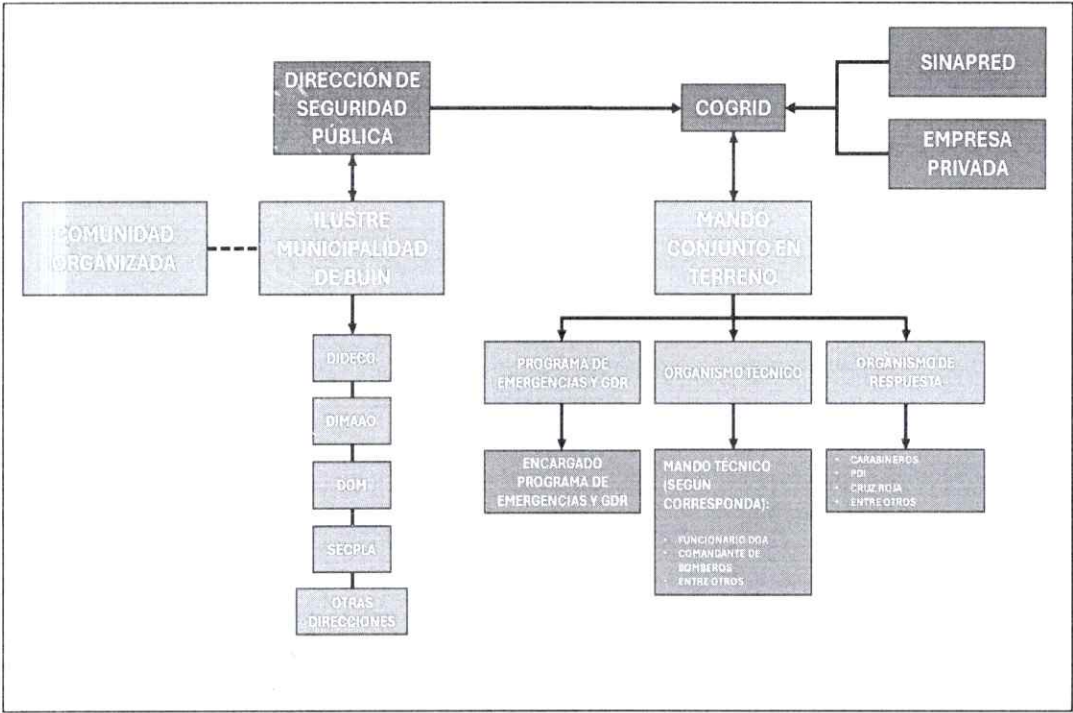 SINAPRED
DIRECCIÓN DE
SEGURIDAD
PÚBLICA
COGRID
EMPRESA
PRIVADA
COMUNIDAD
ORGANIZADA
ILUSTRE
MUNICIPALIDAD
DE BUIN
MANDO
CONJUNTO EN
TERRENO
DIDECO
DIMAAO
DOM
SECPLA
OTRAS
DIRECCIONES
PROGRAMA DE
EMERGENCIAS Y GDR
ORGANISMO TÉCNICO
ORGANISMO DE
RESPUESTA
ENCARGADO
PROGRAMA DE
EMERGENCIAS Y GDR
MANDO TÉCNICO
(SEGUN
CORRESPONDA):
• FUNCIONARIO DGA
• COMANDANTE DE
BOMBEROS
• ENTRE OTROS
• CARABINEROS
• PDI
• CRUZ ROJA
• ENTRE OTROS